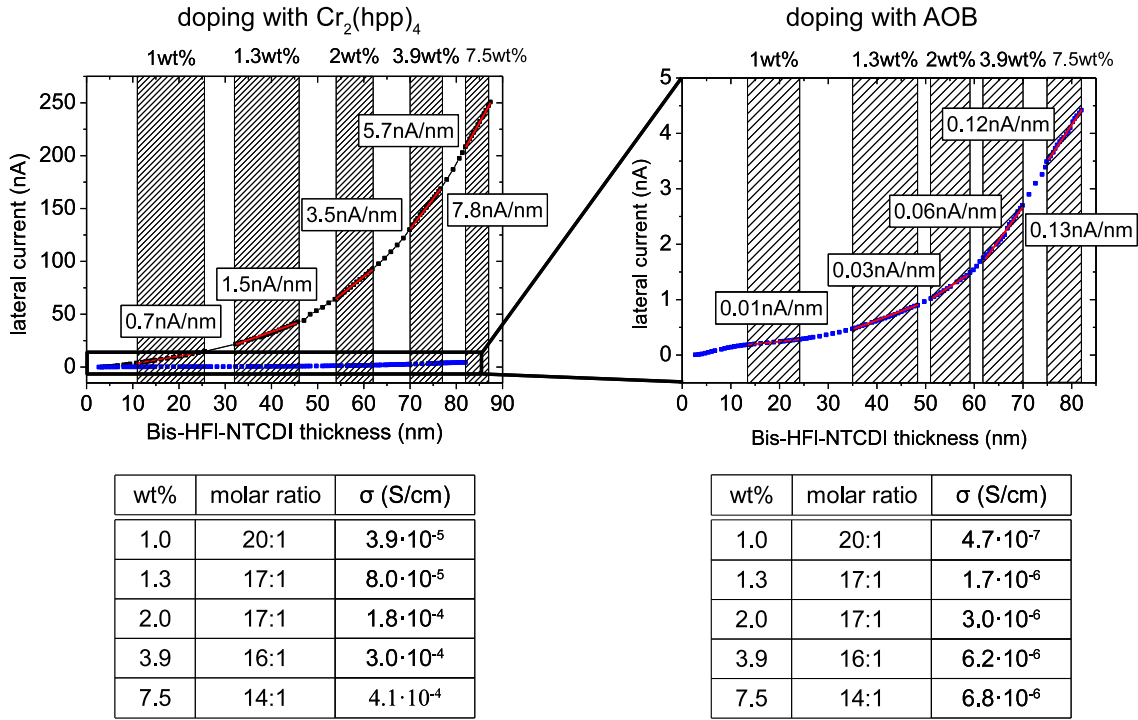 doping with Cr₂(hpp)₄
1wt% 1.3wt% 2wt% 3.9wt% 7.5wt%
250
200
150
100
50
0
lateral current (nA)
5.7nA/nm
3.5nA/nm
7.8nA/nm
1.5nA/nm
0.7nA/nm
0 10 20 30 40 50 60 70 80 90
Bis-HFl-NTCDI thickness (nm)
doping with AOB
1wt% 1.3wt% 2wt% 3.9wt% 7.5wt%
5
4
3
2
1
0
lateral current (nA)
0.12nA/nm
0.06nA/nm
0.13nA/nm
0.03nA/nm
0.01nA/nm
0 10 20 30 40 50 60 70 80
Bis-HFl-NTCDI thickness (nm)
wt% molar ratio σ (S/cm)
1.0 20:1 3.9·10⁻⁵
1.3 17:1 8.0·10⁻⁵
2.0 17:1 1.8·10⁻⁴
3.9 16:1 3.0·10⁻⁴
7.5 14:1 4.1·10⁻⁴
wt% molar ratio σ (S/cm)
1.0 20:1 4.7·10⁻⁷
1.3 17:1 1.7·10⁻⁶
2.0 17:1 3.0·10⁻⁶
3.9 16:1 6.2·10⁻⁶
7.5 14:1 6.8·10⁻⁶